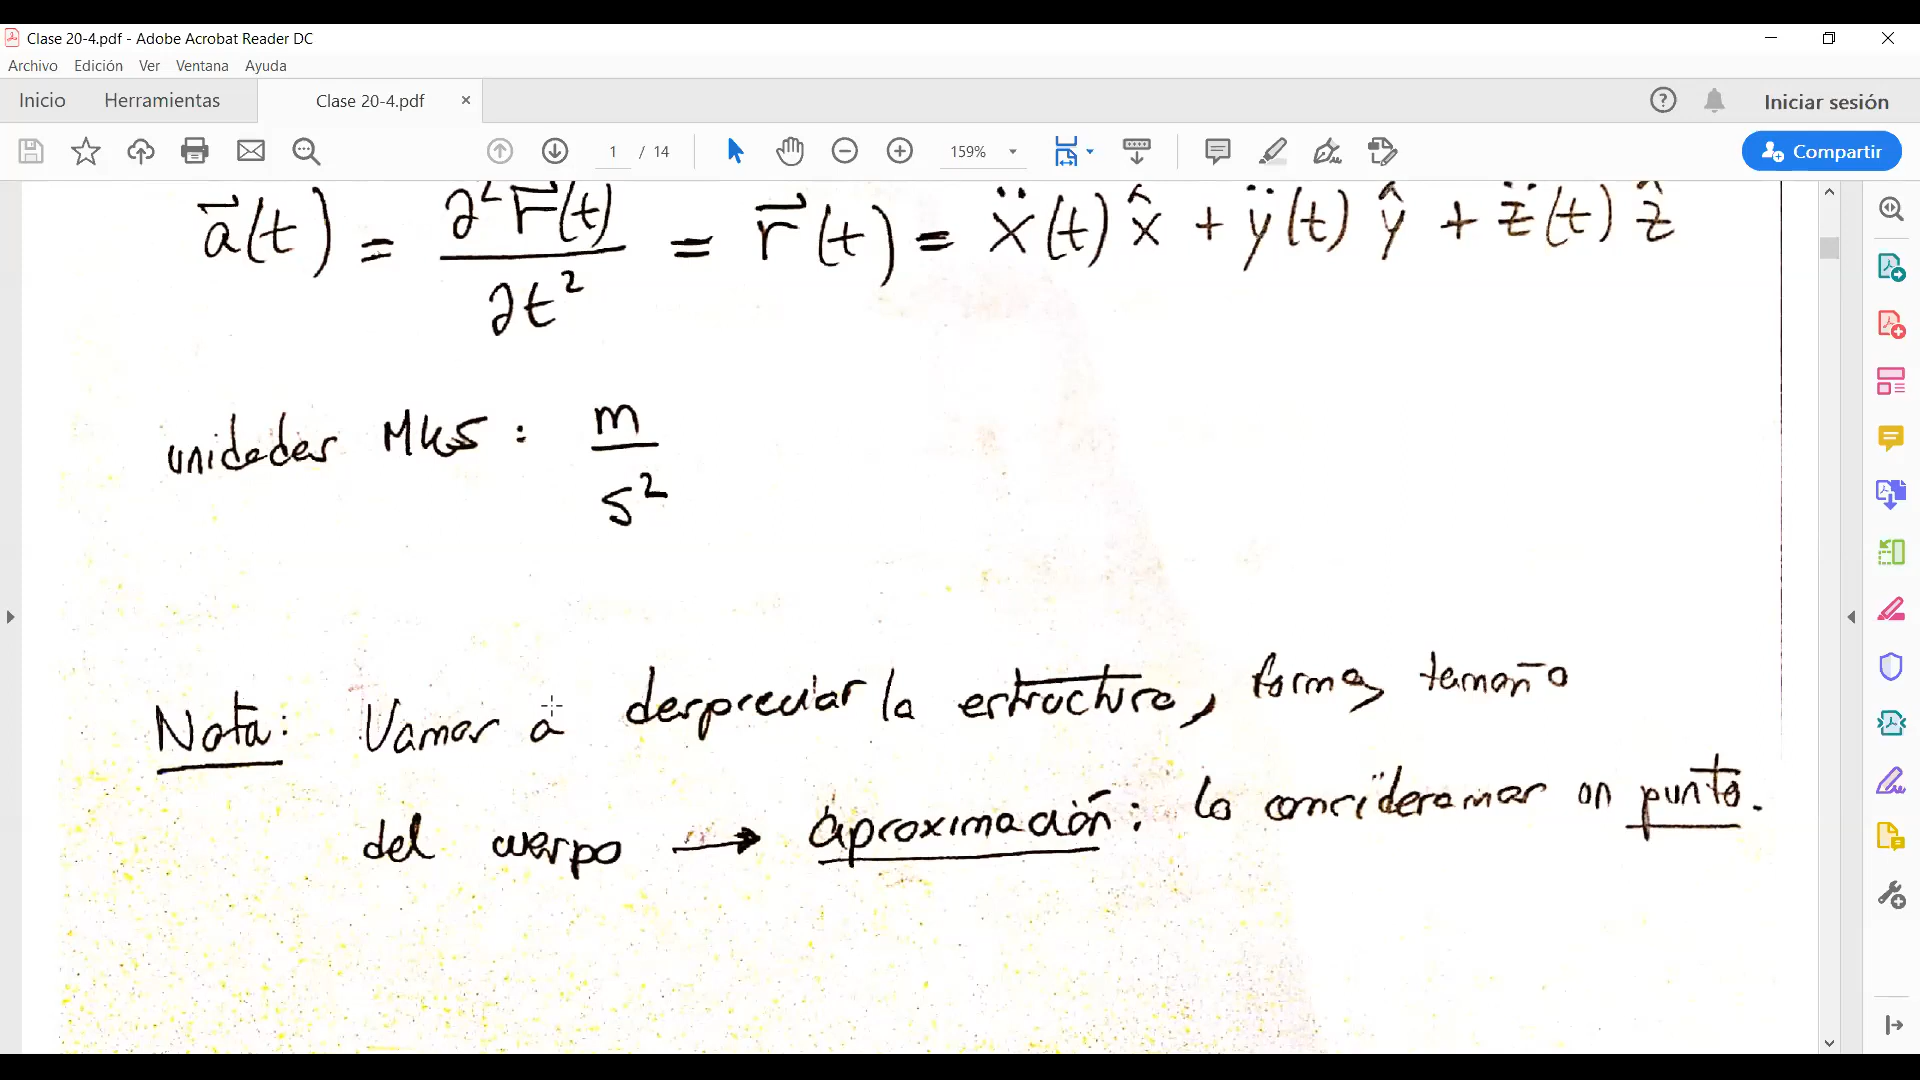 Clase 20-4.pdf - Adobe Acrobat Reader DC
Archivo Edición Ver Ventana Ayuda
Inicio Herramientas Clase 20-4.pdf × Iniciar sesión
1 / 14 159% Compartir
a⃗(t) = ∂²r⃗(t)/∂t² = r⃗(t) = ẍ(t) x̂ + ÿ(t) ŷ + z̈(t) ẑ
unidades MKS : m/s²
Nota: Vamos a despreciar la estructura, forma, tamaño
del cuerpo → aproximación: lo concideramos un punto.